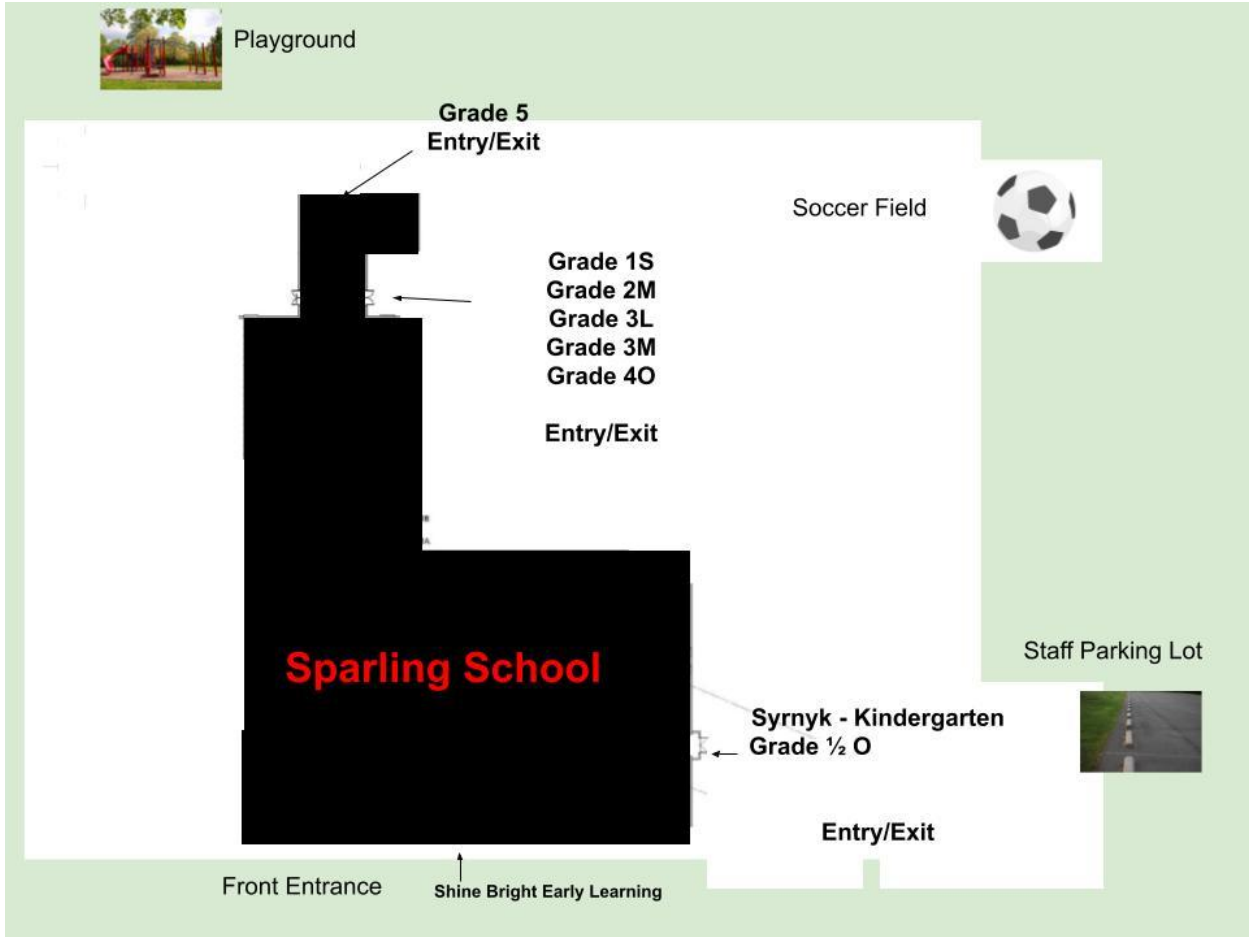 Playground
Grade 5
Entry/Exit
Soccer Field
Grade 1S
Grade 2M
Grade 3L
Grade 3M
Grade 4O
Entry/Exit
Sparling School
Staff Parking Lot
Syrnyk - Kindergarten
Grade ½ O
Entry/Exit
Front Entrance
Shine Bright Early Learning